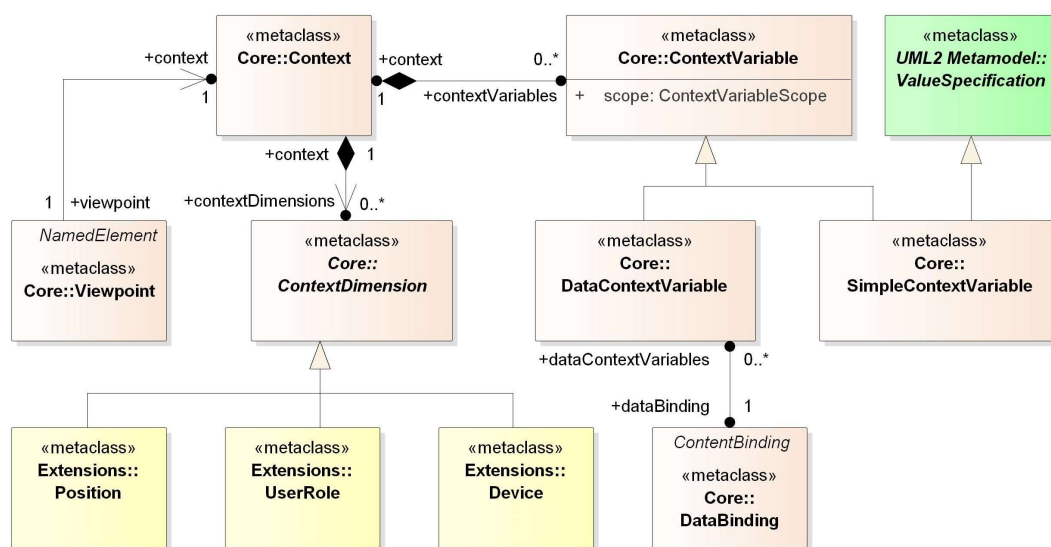 «metaclass»
Core::Context
«metaclass»
Core::ContextVariable
+ scope: ContextVariableScope
«metaclass»
UML2 Metamodel::
ValueSpecification
+context
1
+context
1
0..*
+contextVariables
+context
1
+contextDimensions
0..*
1
+viewpoint
NamedElement
«metaclass»
Core::Viewpoint
«metaclass»
Core::
ContextDimension
«metaclass»
Core::
DataContextVariable
«metaclass»
Core::
SimpleContextVariable
+dataContextVariables
0..*
+dataBinding
1
«metaclass»
Extensions::
Position
«metaclass»
Extensions::
UserRole
«metaclass»
Extensions::
Device
ContentBinding
«metaclass»
Core::
DataBinding